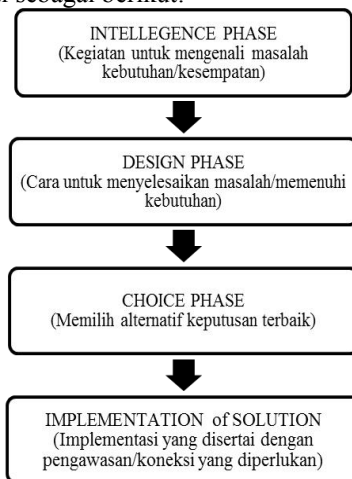 sebagai berikut:
INTELLEGENCE PHASE
(Kegiatan untuk mengenali masalah
kebutuhan/kesempatan)
DESIGN PHASE
(Cara untuk menyelesaikan masalah/memenuhi
kebutuhan)
CHOICE PHASE
(Memilih alternatif keputusan terbaik)
IMPLEMENTATION of SOLUTION
(Implementasi yang disertai dengan
pengawasan/koneksi yang diperlukan)